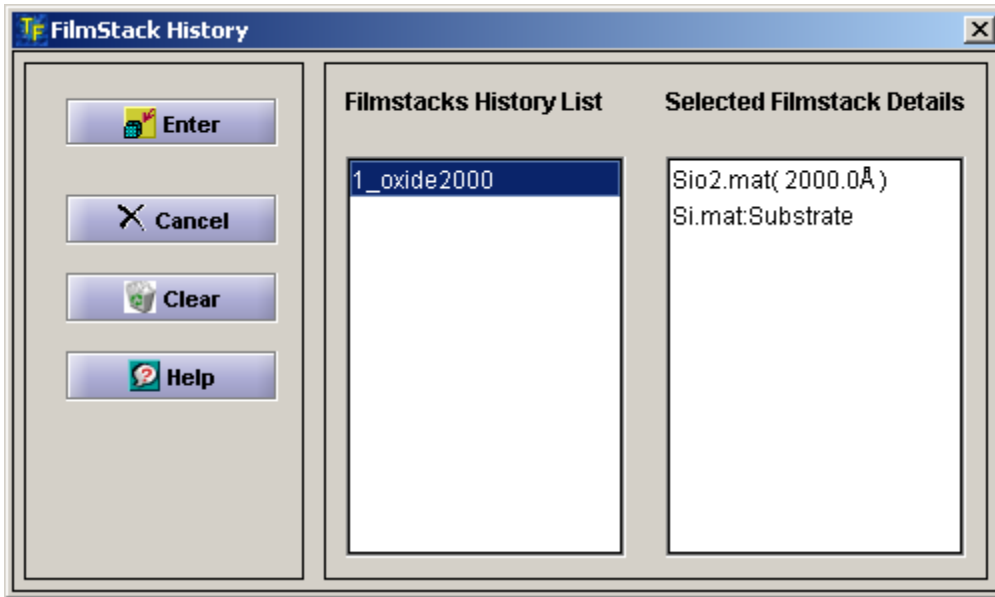 TF FilmStack History
Enter
Cancel
Clear
Help
Filmstacks History List
1_oxide2000
Selected Filmstack Details
Sio2.mat( 2000.0Å )
Si.mat:Substrate